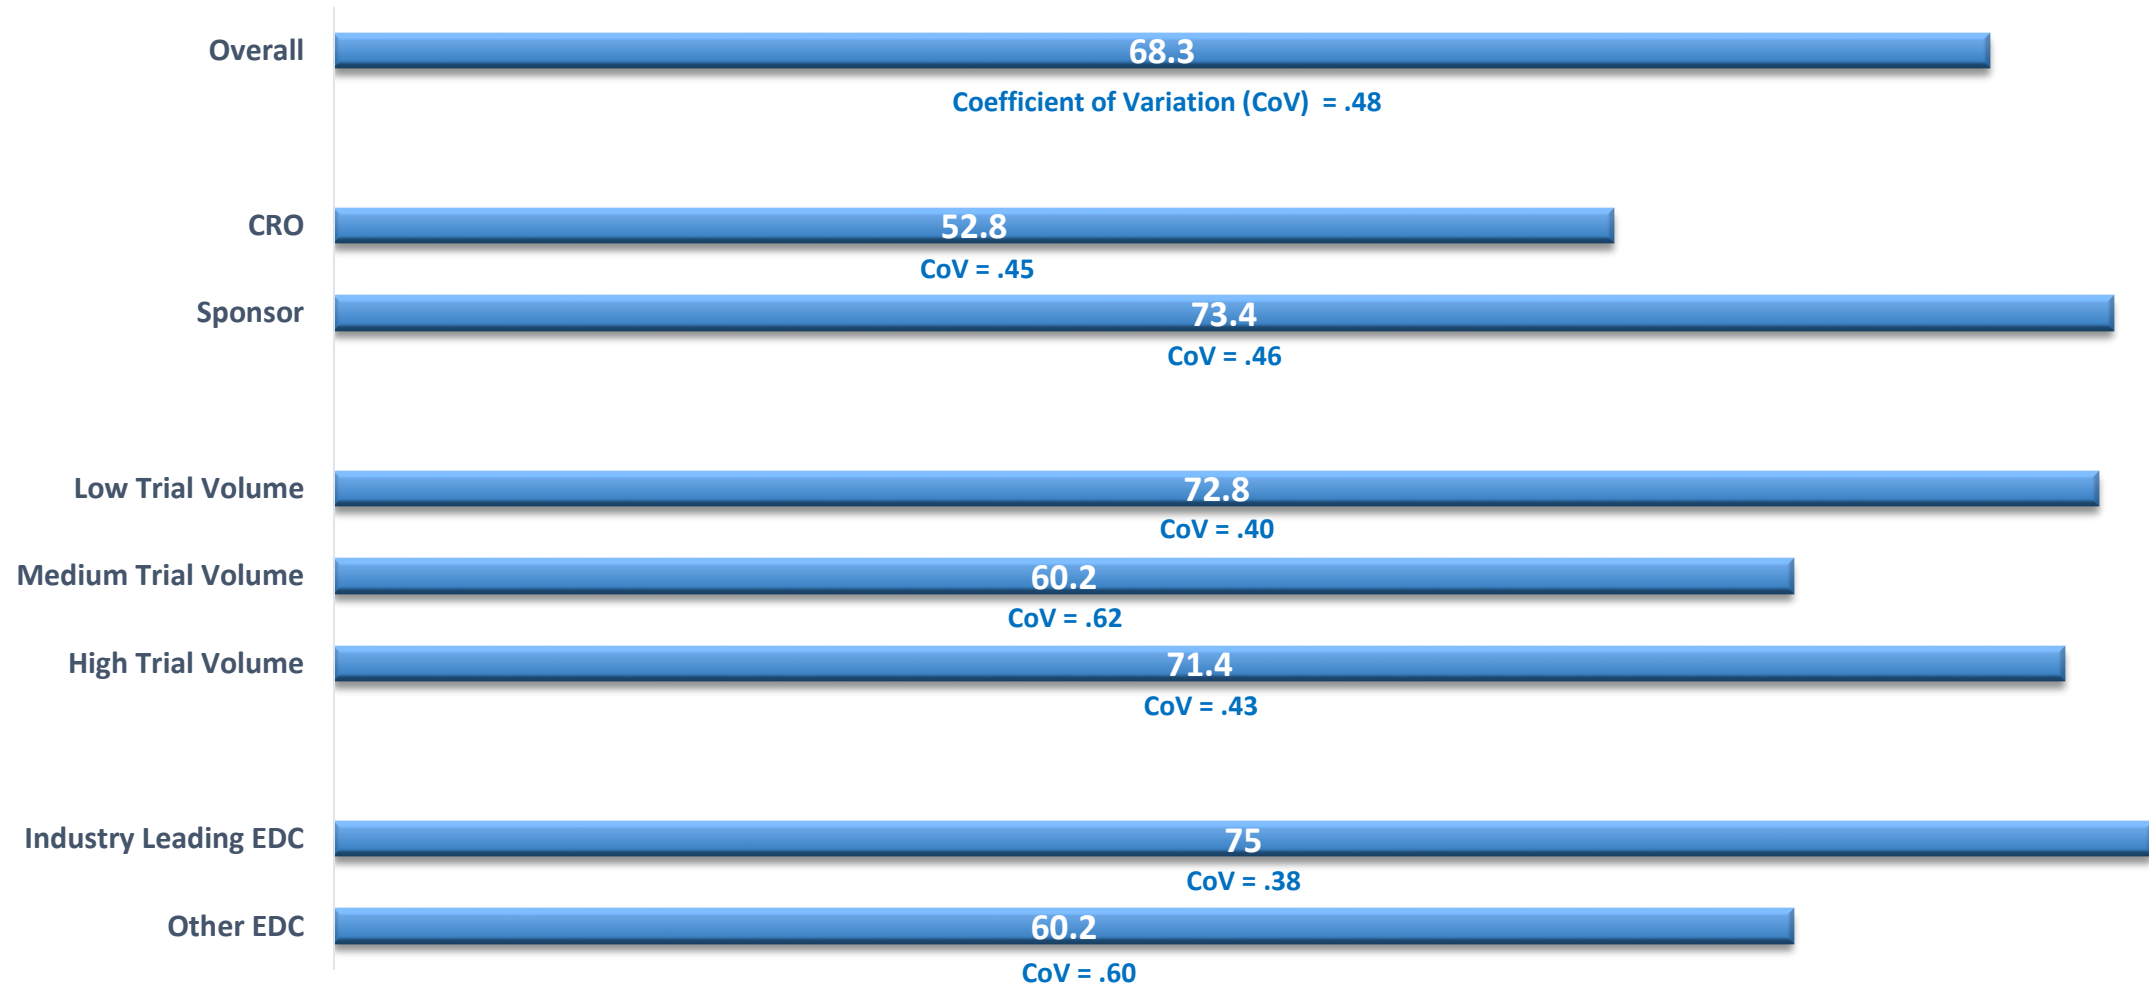 Overall
68.3
Coefficient of Variation (CoV) = .48
CRO
52.8
CoV = .45
Sponsor
73.4
CoV = .46
Low Trial Volume
72.8
CoV = .40
Medium Trial Volume
60.2
CoV = .62
High Trial Volume
71.4
CoV = .43
Industry Leading EDC
75
CoV = .38
Other EDC
60.2
CoV = .60